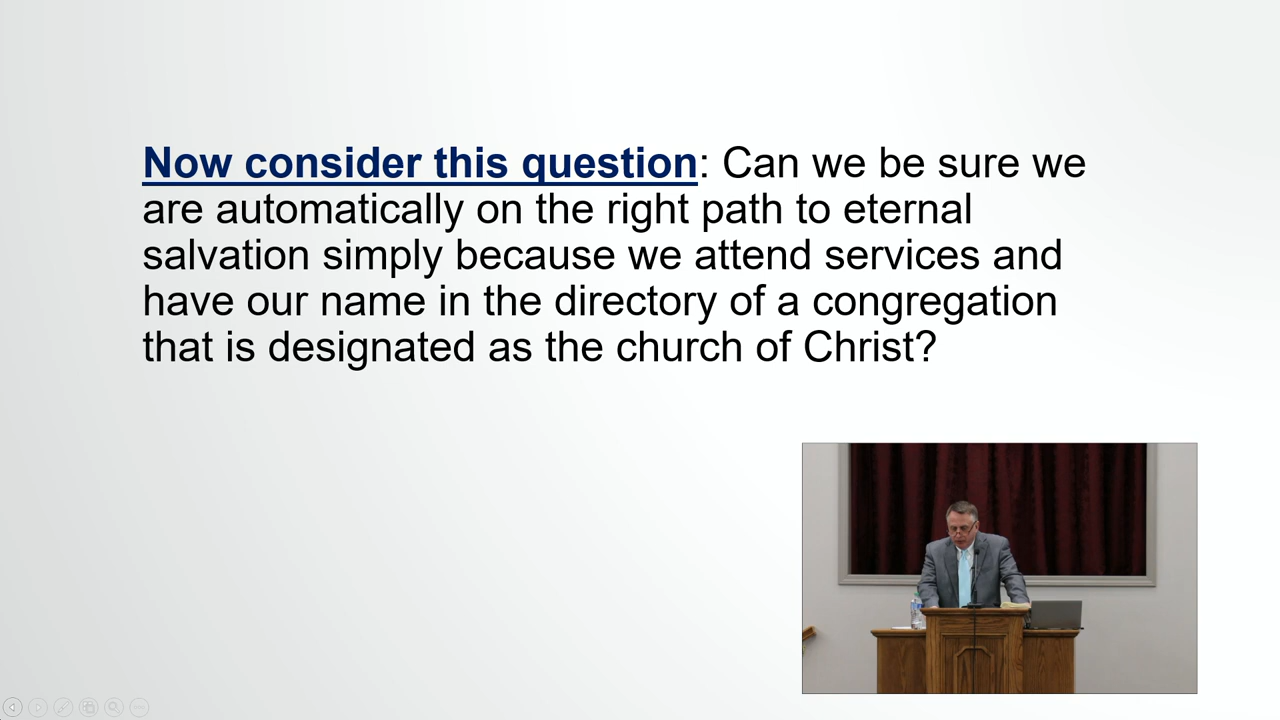 Now consider this question: Can we be sure we
are automatically on the right path to eternal
salvation simply because we attend services and
have our name in the directory of a congregation
that is designated as the church of Christ?